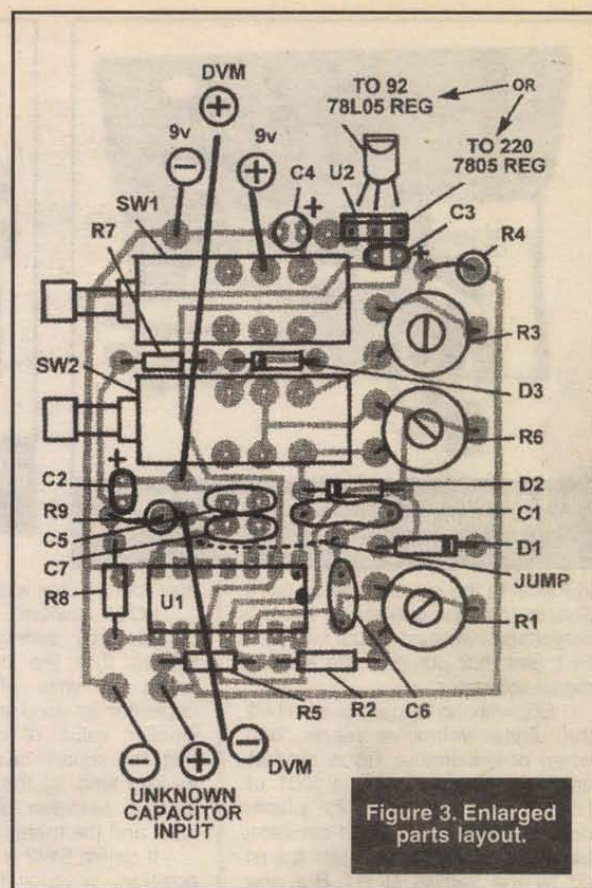 DVM
+
TO 92
78L05 REG
OR
TO 220
7805 REG
9v
9v
−
+
C4
+
U2
C3
+
SW1
R7
R4
R3
SW2
D3
R6
+
C2
D2
R9
C1
C5
D1
C7
JUMP
R8
U1
R1
R5
R2
C6
−
+
−
DVM
UNKNOWN
CAPACITOR
INPUT
Figure 3. Enlarged
parts layout.